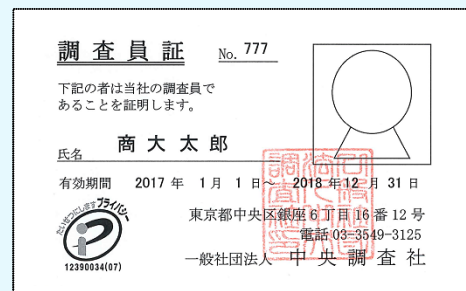 調査員証 No. 777
下記の者は当社の調査員で
あることを証明します。
氏名 商大太郎
有効期間 2017 年 1 月 1 日〜 2018 年 12 月 31 日
東京都中央区銀座 6 丁目 16 番 12 号
電話 03-3549-3125
一般社団法人 中央調査社
たいせつにします プライバシー
12390034(07)